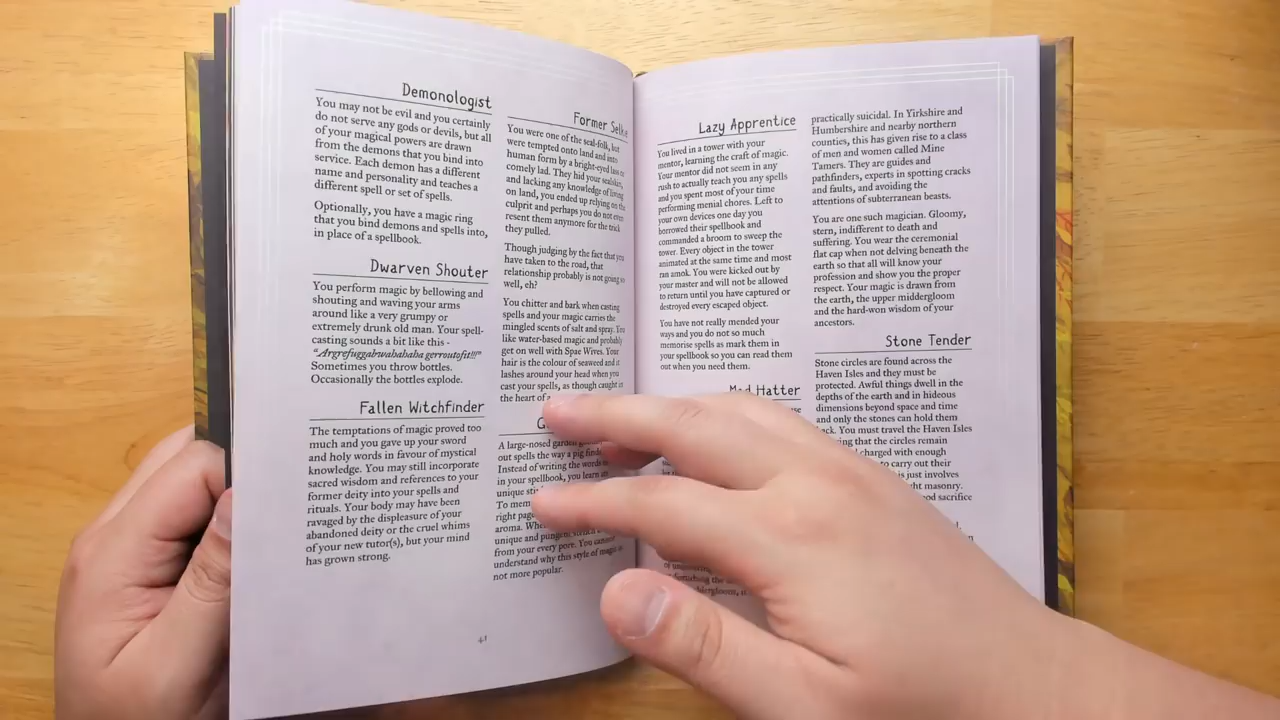 Demonologist
You may not be evil and you certainly
do not serve any gods or devils, but all
of your magical powers are drawn
from the demons that you bind into
service. Each demon has a different
name and personality and teaches a
different spell or set of spells.
Optionally, you have a magic ring
that you bind demons and spells into,
in place of a spellbook.
Dwarven Shouter
You perform magic by bellowing and
shouting and waving your arms
around like a very grumpy or
extremely drunk old man. Your spell-
casting sounds a bit like this -
"Argrefuggabwahahaha gerroutofit!!!"
Sometimes you throw bottles.
Occasionally the bottles explode.
Fallen Witchfinder
The temptations of magic proved too
much and you gave up your sword
and holy words in favour of mystical
knowledge. You may still incorporate
sacred wisdom and references to your
former deity into your spells and
rituals. Your body may have been
ravaged by the displeasure of your
abandoned deity or the cruel whims
of your new tutor(s), but your mind
has grown strong.
Former Selkie
You were one of the seal-folk, but
were tempted onto land and into
human form by a bright-eyed lass or
comely lad. They hid your sealskin,
and lacking any knowledge of living
on land, you ended up relying on the
culprit and perhaps you do not even
resent them anymore for the trick
they pulled.
Though judging by the fact that you
have taken to the road, that
relationship probably is not going so
well, eh?
You chitter and bark when casting
spells and your magic carries the
mingled scents of salt and spray. You
like water-based magic and probably
get on well with Spae Wives. Your
hair is the colour of seaweed and it
lashes around your head when you
cast your spells, as though caught in
the heart of a
A large-nosed garden
out spells the way a pig finds
Instead of writing the words
in your spellbook, you learn
unique
To
right page
aroma.
unique and pungent
from your every pore. You cannot
understand why this style of magic is
not more popular.
41
Lazy Apprentice
You lived in a tower with your
mentor, learning the craft of magic.
Your mentor did not seem in any
rush to actually teach you any spells
and you spent most of your time
performing menial chores. Left to
your own devices one day you
borrowed their spellbook and
commanded a broom to sweep the
tower. Every object in the tower
animated at the same time and most
ran amok. You were kicked out by
your master and will not be allowed
to return until you have captured or
destroyed every escaped object.
You have not really mended your
ways and you do not so much
memorise spells as mark them in
your spellbook so you can read them
out when you need them.
Mad Hatter
practically suicidal. In Yirkshire and
Humbershire and nearby northern
counties, this has given rise to a class
of men and women called Mine
Tamers. They are guides and
pathfinders, experts in spotting cracks
and faults, and avoiding the
attentions of subterranean beasts.
You are one such magician. Gloomy,
stern, indifferent to death and
suffering. You wear the ceremonial
flat cap when not delving beneath the
earth so that all will know your
profession and show you the proper
respect. Your magic is drawn from
the earth, the upper middergloom
and the hard-won wisdom of your
ancestors.
Stone Tender
Stone circles are found across the
Haven Isles and they must be
protected. Awful things dwell in the
depths of the earth and in hideous
dimensions beyond space and time
and only the stones can hold them
back. You must travel the Haven Isles
that the circles remain
charged with enough
to carry out their
is just involves
masonry.
sacrifice